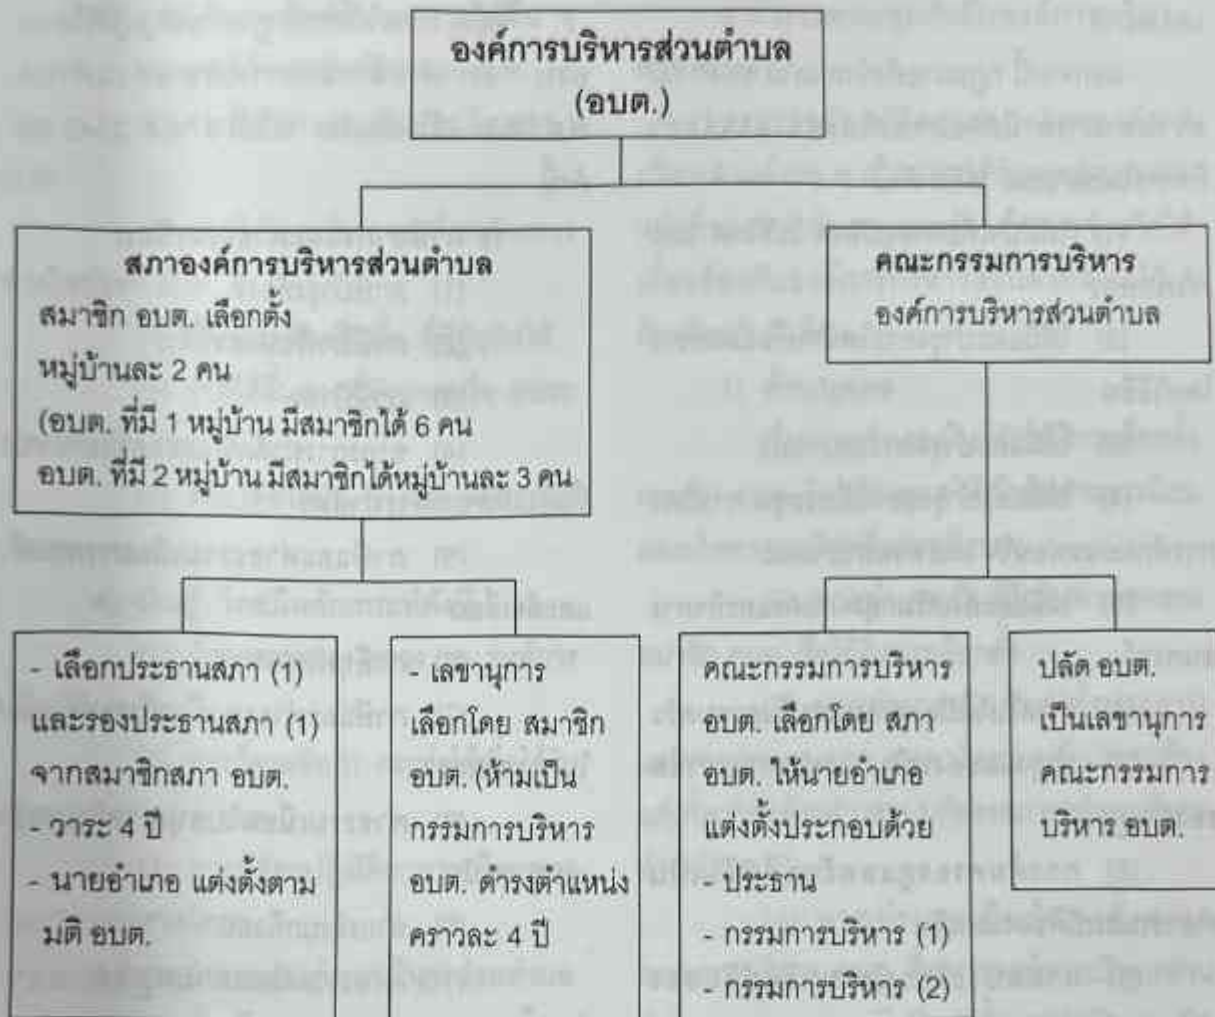 องค์การบริหารส่วนตำบล
(อบต.)
สภาองค์การบริหารส่วนตำบล
สมาชิก อบต. เลือกตั้ง
หมู่บ้านละ 2 คน
(อบต. ที่มี 1 หมู่บ้าน มีสมาชิกได้ 6 คน
อบต. ที่มี 2 หมู่บ้าน มีสมาชิกได้หมู่บ้านละ 3 คน
คณะกรรมการบริหาร
องค์การบริหารส่วนตำบล
- เลือกประธานสภา (1)
และรองประธานสภา (1)
จากสมาชิกสภา อบต.
- วาระ 4 ปี
- นายอำเภอ แต่งตั้งตาม
มติ อบต.
- เลขานุการ
เลือกโดย สมาชิก
อบต. (ห้ามเป็น
กรรมการบริหาร
อบต. ดำรงตำแหน่ง
คราวละ 4 ปี
คณะกรรมการบริหาร
อบต. เลือกโดย สภา
อบต. ให้นายอำเภอ
แต่งตั้งประกอบด้วย
- ประธาน
- กรรมการบริหาร (1)
- กรรมการบริหาร (2)
ปลัด อบต.
เป็นเลขานุการ
คณะกรรมการ
บริหาร อบต.